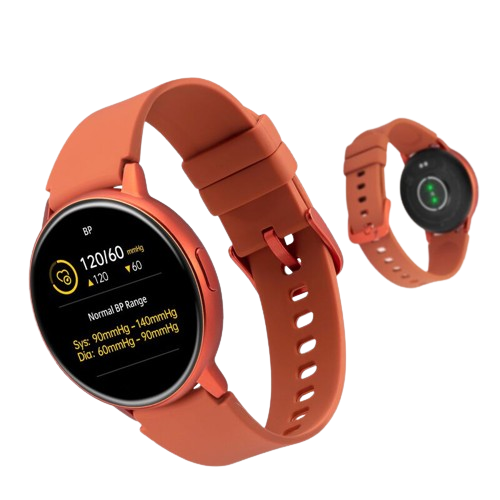 BP
120/60 mmHg
▲120 ▼60
Normal BP Range
Sys: 90mmHg-140mmHg
Dia: 60mmHg-90mmHg